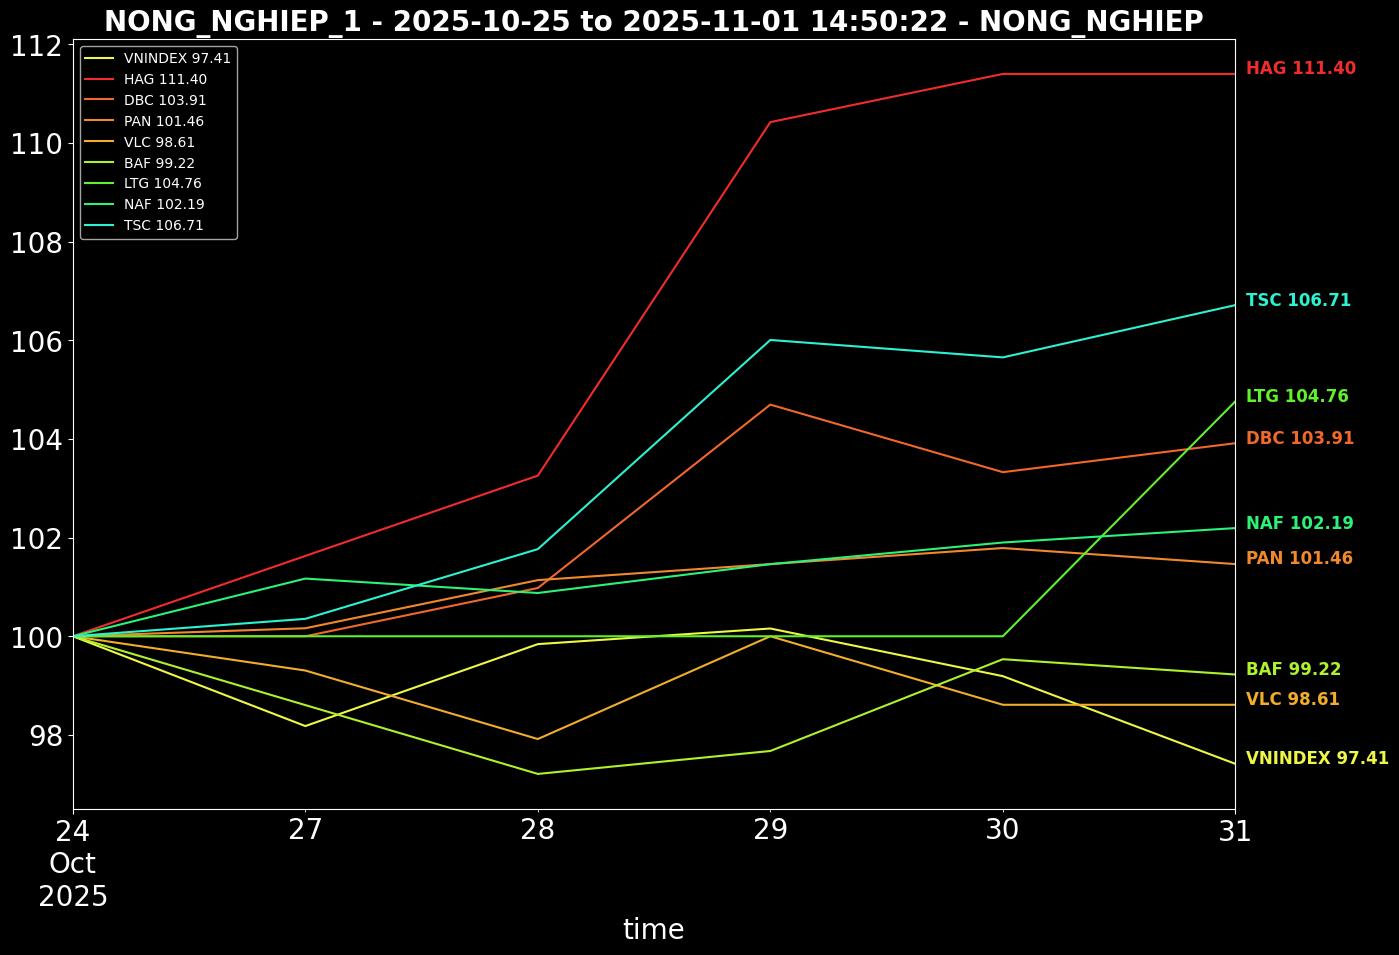 NONG_NGHIEP_1 - 2025-10-25 to 2025-11-01 14:50:22 - NONG_NGHIEP
112
110
108
106
104
102
100
98
VNINDEX 97.41
HAG 111.40
DBC 103.91
PAN 101.46
VLC 98.61
BAF 99.22
LTG 104.76
NAF 102.19
TSC 106.71
HAG 111.40
TSC 106.71
LTG 104.76
DBC 103.91
NAF 102.19
PAN 101.46
BAF 99.22
VLC 98.61
VNINDEX 97.41
24 27 28 29 30 31
Oct
2025
time